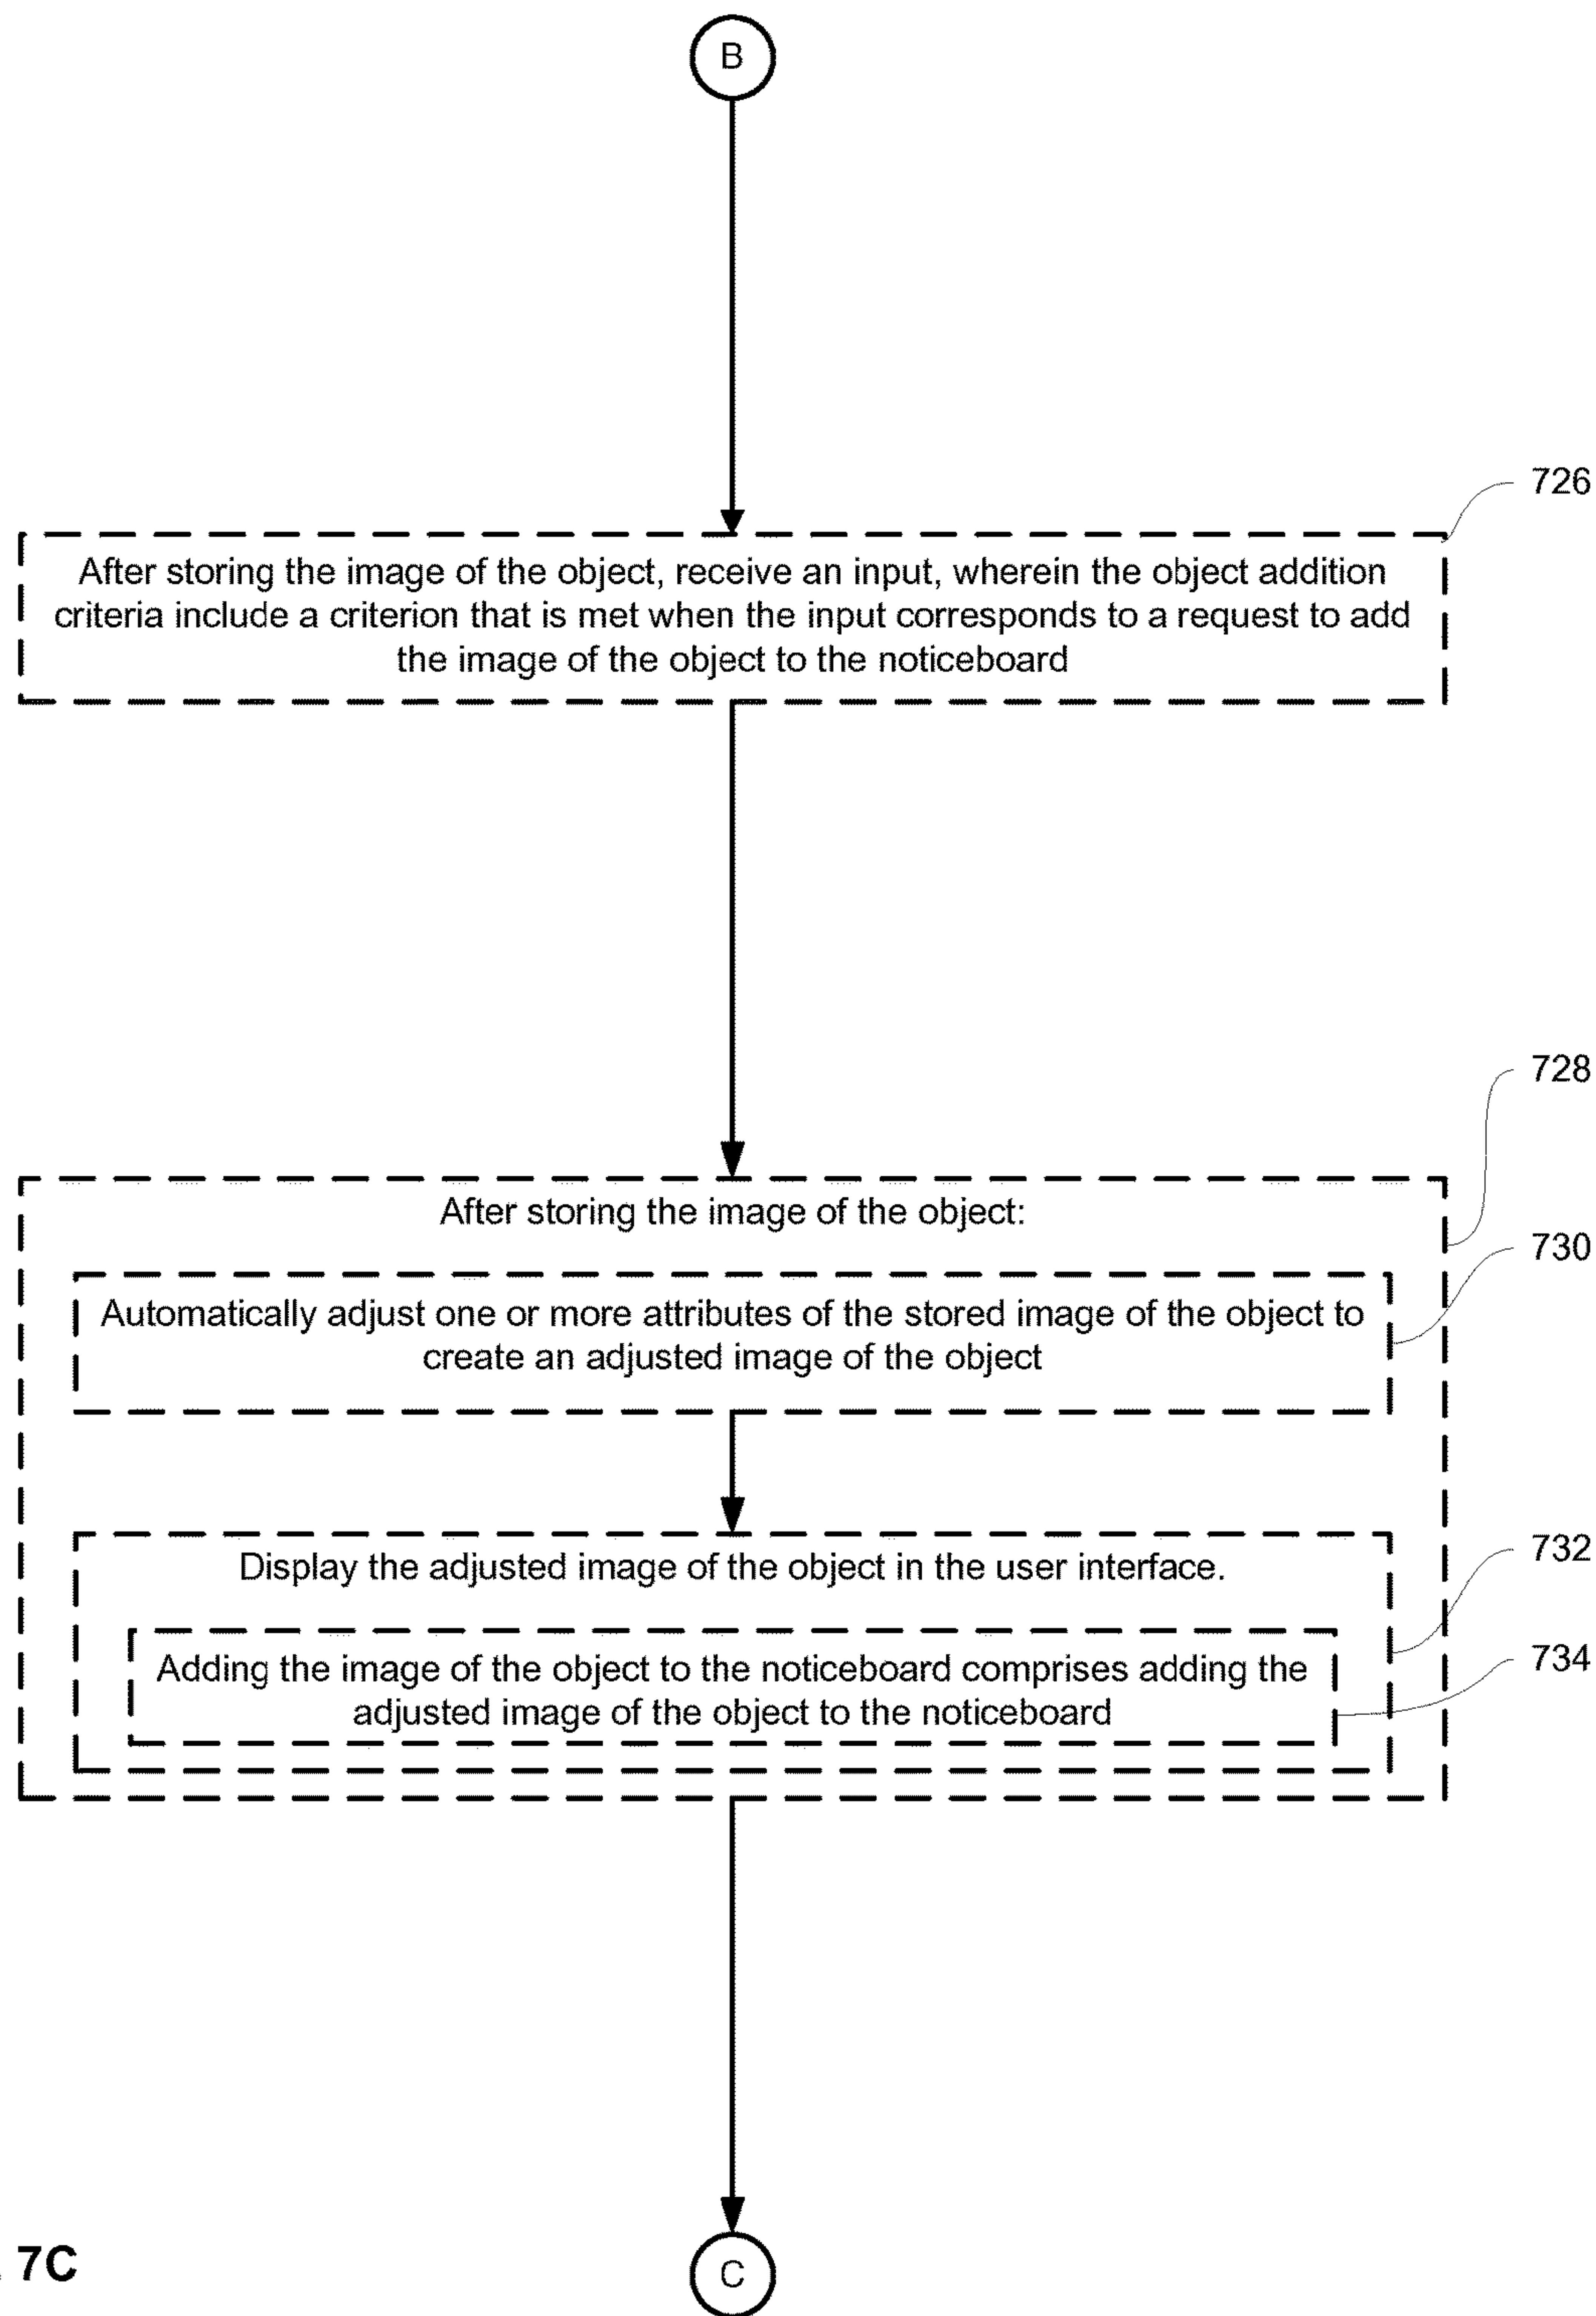 B
726
After storing the image of the object, receive an input, wherein the object addition
criteria include a criterion that is met when the input corresponds to a request to add
the image of the object to the noticeboard
728
After storing the image of the object:
730
Automatically adjust one or more attributes of the stored image of the object to
create an adjusted image of the object
732
Display the adjusted image of the object in the user interface.
734
Adding the image of the object to the noticeboard comprises adding the
adjusted image of the object to the noticeboard
7C
C